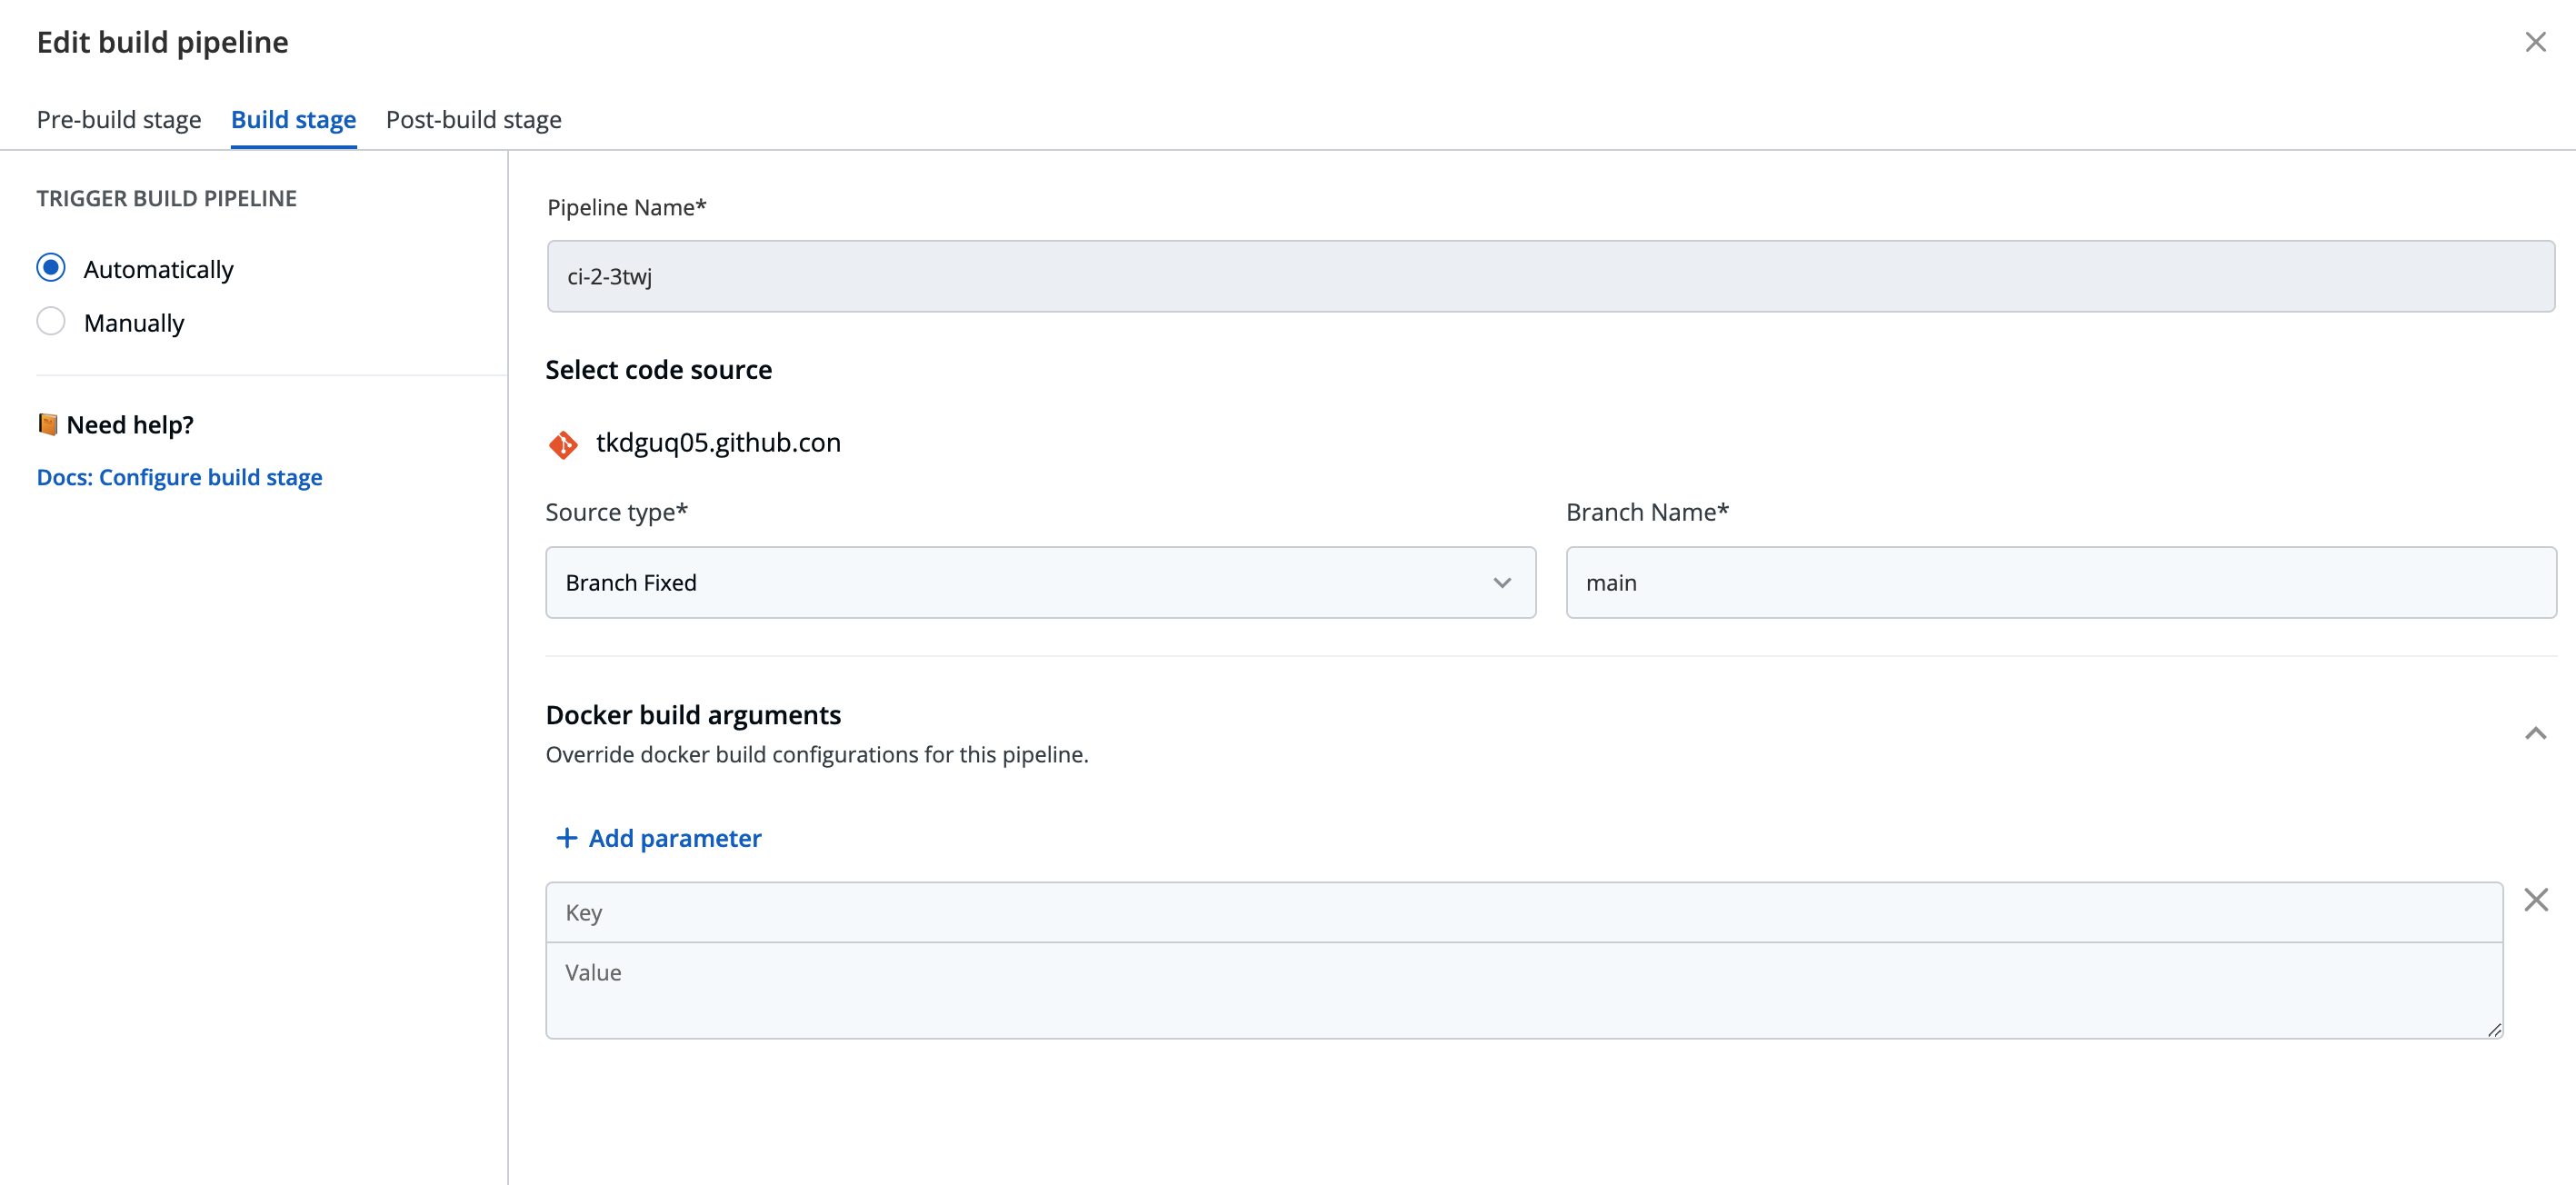 Edit build pipeline
Pre-build stage Build stage Post-build stage
TRIGGER BUILD PIPELINE
Automatically
Manually
Need help?
Docs: Configure build stage
Pipeline Name*
ci-2-3twj
Select code source
tkdguq05.github.con
Source type* Branch Name*
Branch Fixed main
Docker build arguments
Override docker build configurations for this pipeline.
Add parameter
Key
Value